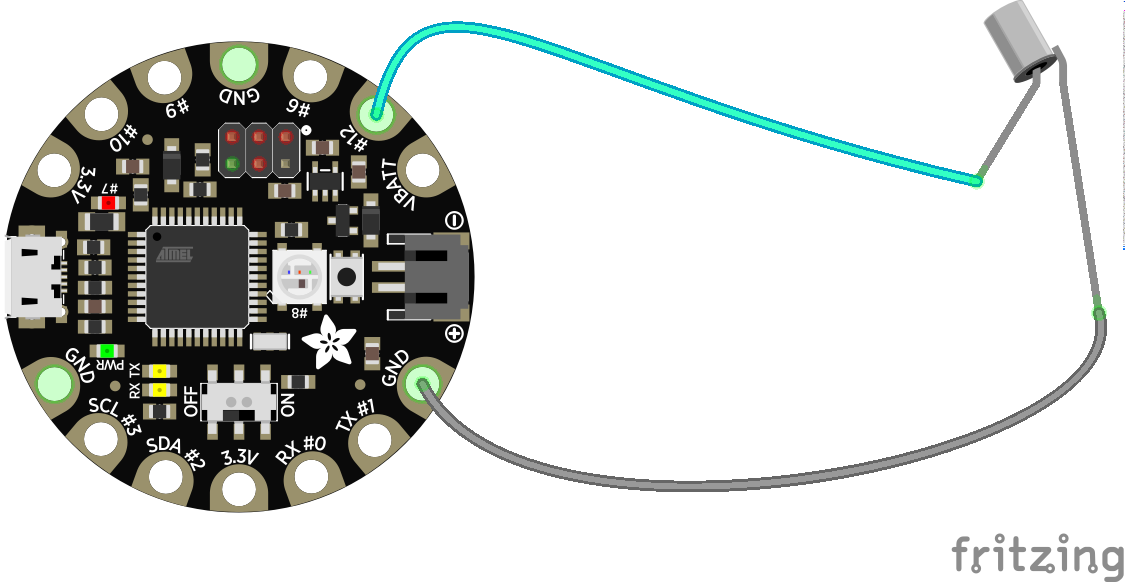 GND
#9
#6
#10
#12
3.3V
VBATT
#7
ATMEL
#8
PWR
TX
RX
GND
GND
OFF
ON
SCL #3
SDA #2
3.3V
RX #0
TX #1
fritzing